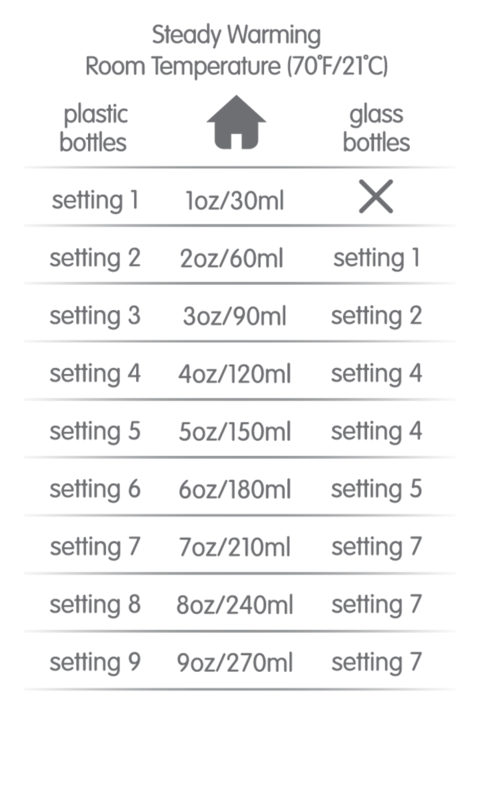 Steady Warming
Room Temperature (70°F/21°C)
plastic bottles glass bottles
setting 1 1oz/30ml
setting 2 2oz/60ml setting 1
setting 3 3oz/90ml setting 2
setting 4 4oz/120ml setting 4
setting 5 5oz/150ml setting 4
setting 6 6oz/180ml setting 5
setting 7 7oz/210ml setting 7
setting 8 8oz/240ml setting 7
setting 9 9oz/270ml setting 7